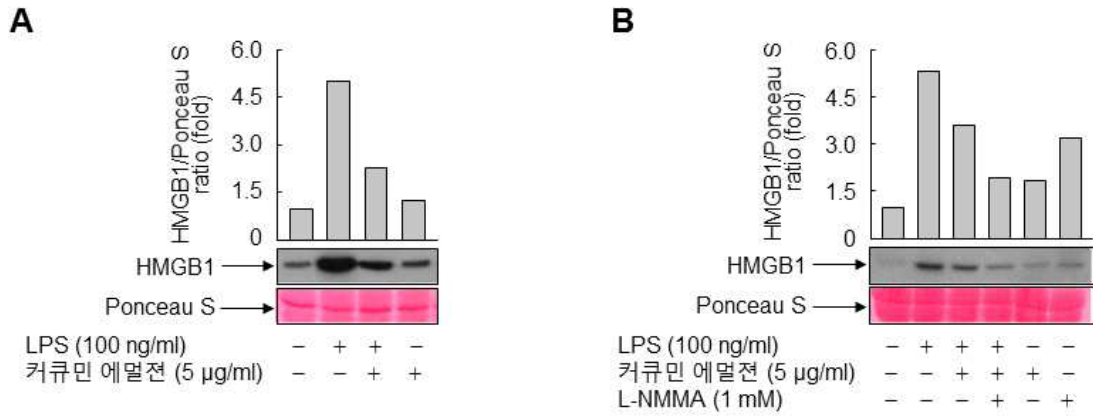 A
HMGB1/Ponceau S
ratio (fold)
6.0
4.5
3.0
1.5
0
HMGB1
Ponceau S
LPS (100 ng/ml) − + + −
커큐민 에멀젼 (5 μg/ml) − − + +
B
HMGB1/Ponceau S
ratio (fold)
6.0
4.5
3.0
1.5
0
HMGB1
Ponceau S
LPS (100 ng/ml) − + + + − −
커큐민 에멀젼 (5 μg/ml) − − + + + −
L-NMMA (1 mM) − − − + − +